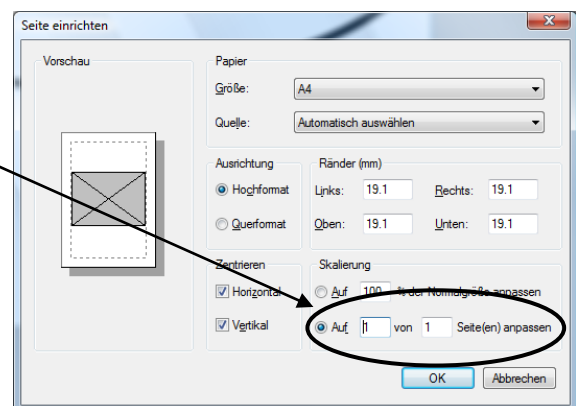 Seite einrichten
Vorschau
Papier
Größe:
A4
Quelle:
Automatisch auswählen
Ausrichtung
Hochformat
Querformat
Ränder (mm)
Links: 19.1 Rechts: 19.1
Oben: 19.1 Unten: 19.1
Zentrieren
Horizontal
Vertikal
Skalierung
Auf 100 % der Normalgröße anpassen
Auf 1 von 1 Seite(en) anpassen
OK Abbrechen